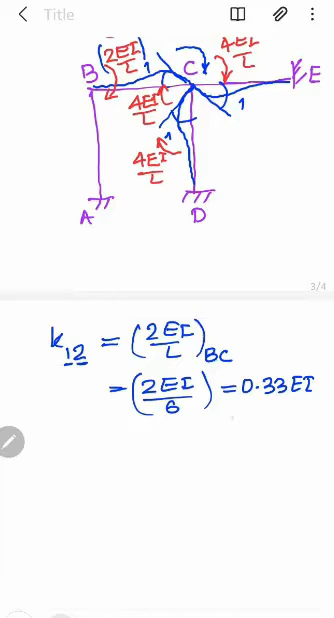 Title
(2EI/L)
1
C
4EI/L
B
4EI/L
E
1
1
4EI/L
A
D
3/4
k12 = (2EI/L)BC
= (2EI/6) = 0.33EI